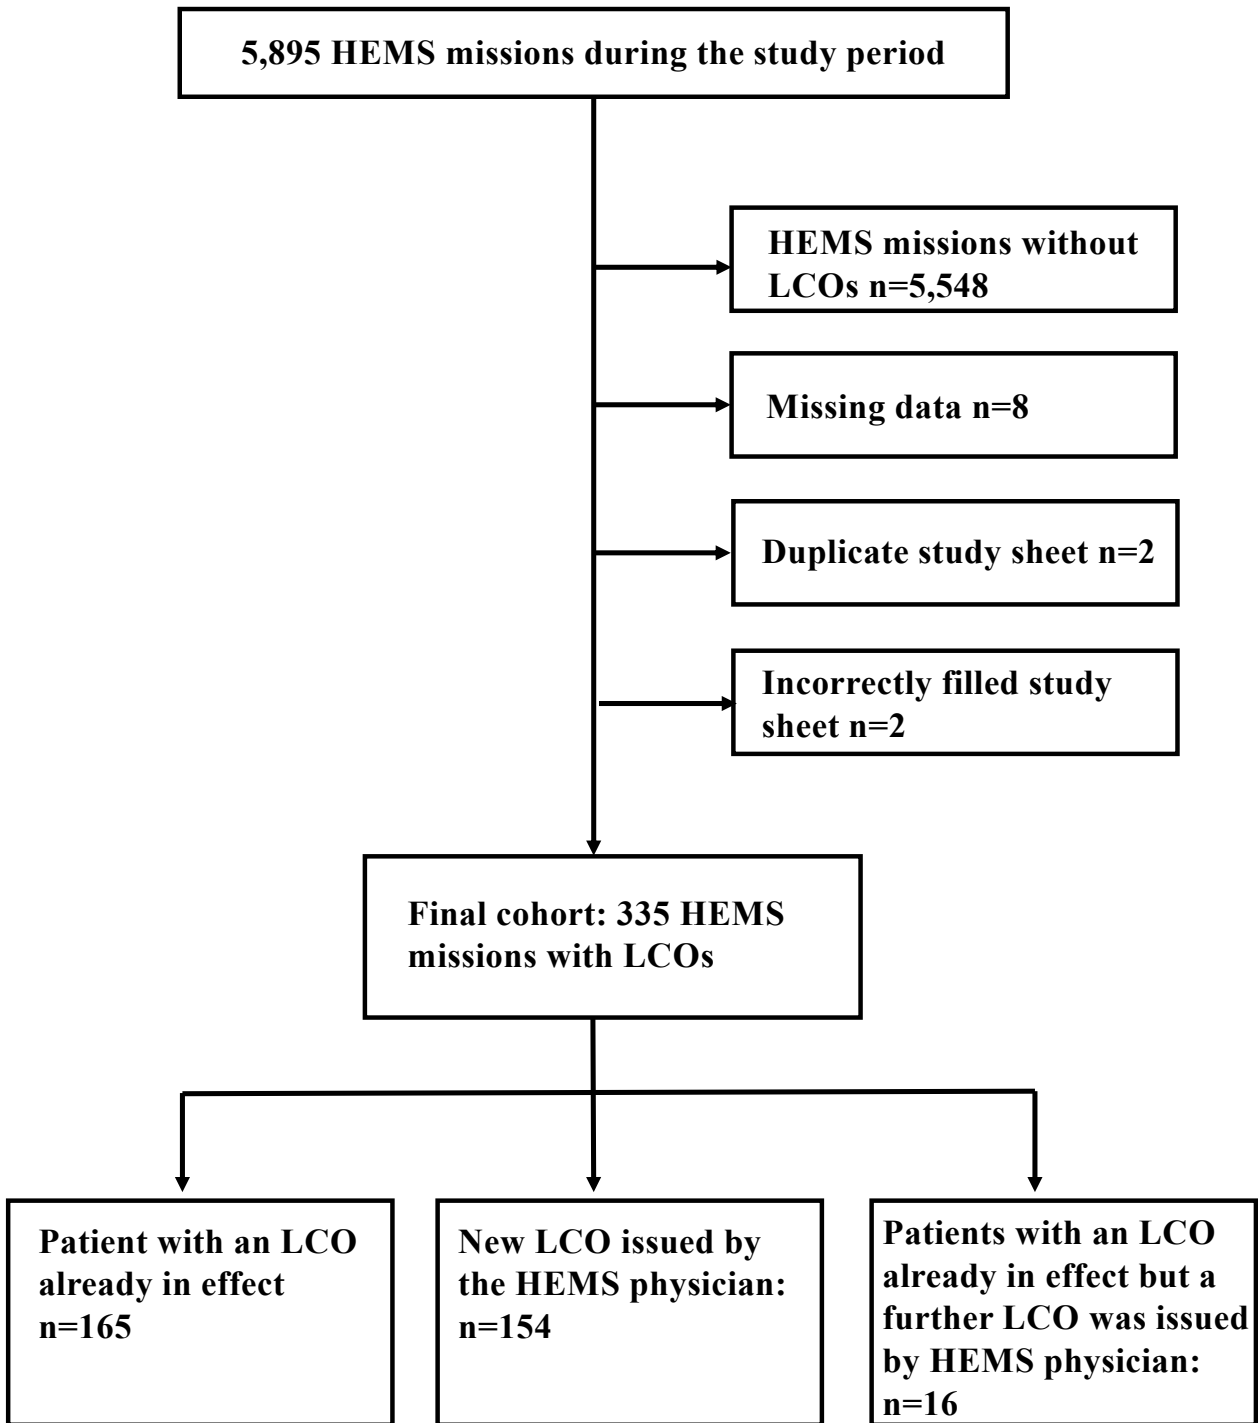 5,895 HEMS missions during the study period
HEMS missions without
LCOs n=5,548
Missing data n=8
Duplicate study sheet n=2
Incorrectly filled study
sheet n=2
Final cohort: 335 HEMS
missions with LCOs
Patient with an LCO
already in effect
n=165
New LCO issued by
the HEMS physician:
n=154
Patients with an LCO
already in effect but a
further LCO was issued
by HEMS physician:
n=16